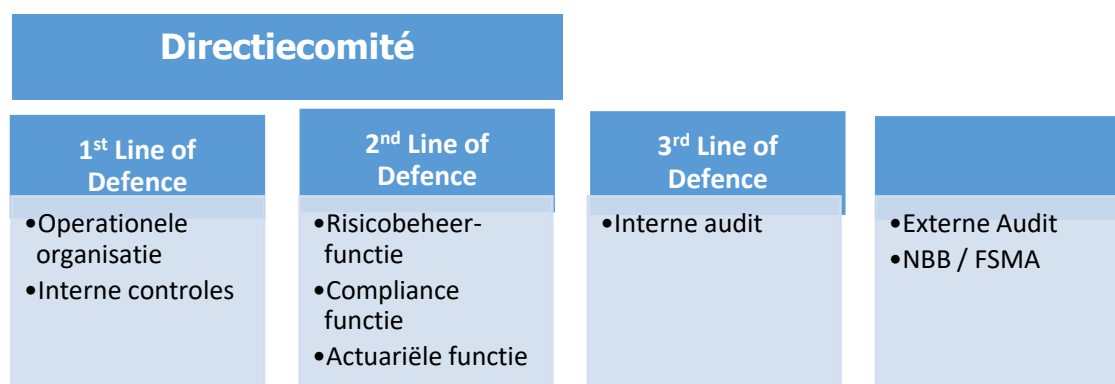 Directiecomité
1st Line of
Defence
•Operationele
organisatie
•Interne controles
2nd Line of
Defence
•Risicobeheer-
functie
•Compliance
functie
•Actuariële functie
3rd Line of
Defence
•Interne audit
•Externe Audit
•NBB / FSMA